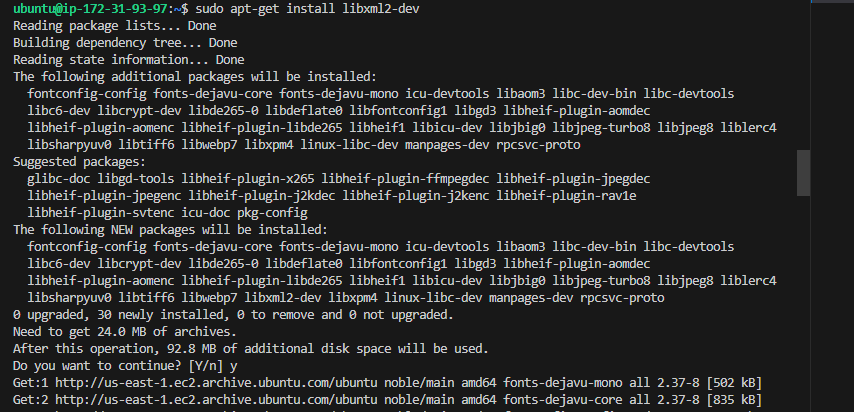 ubuntu@ip-172-31-93-97:~$ sudo apt-get install libxml2-dev
Reading package lists... Done
Building dependency tree... Done
Reading state information... Done
The following additional packages will be installed:
  fontconfig-config fonts-dejavu-core fonts-dejavu-mono icu-devtools libaom3 libc-dev-bin libc-devtools
  libc6-dev libcrypt-dev libde265-0 libdeflate0 libfontconfig1 libgd3 libheif-plugin-aomdec
  libheif-plugin-aomenc libheif-plugin-libde265 libheif1 libicu-dev libjbig0 libjpeg-turbo8 libjpeg8 liblerc4
  libsharpyuv0 libtiff6 libwebp7 libxpm4 linux-libc-dev manpages-dev rpcsvc-proto
Suggested packages:
  glibc-doc libgd-tools libheif-plugin-x265 libheif-plugin-ffmpegdec libheif-plugin-jpegdec
  libheif-plugin-jpegenc libheif-plugin-j2kdec libheif-plugin-j2kenc libheif-plugin-rav1e
  libheif-plugin-svtenc icu-doc pkg-config
The following NEW packages will be installed:
  fontconfig-config fonts-dejavu-core fonts-dejavu-mono icu-devtools libaom3 libc-dev-bin libc-devtools
  libc6-dev libcrypt-dev libde265-0 libdeflate0 libfontconfig1 libgd3 libheif-plugin-aomdec
  libheif-plugin-aomenc libheif-plugin-libde265 libheif1 libicu-dev libjbig0 libjpeg-turbo8 libjpeg8 liblerc4
  libsharpyuv0 libtiff6 libwebp7 libxml2-dev libxpm4 linux-libc-dev manpages-dev rpcsvc-proto
0 upgraded, 30 newly installed, 0 to remove and 0 not upgraded.
Need to get 24.0 MB of archives.
After this operation, 92.8 MB of additional disk space will be used.
Do you want to continue? [Y/n] y
Get:1 http://us-east-1.ec2.archive.ubuntu.com/ubuntu noble/main amd64 fonts-dejavu-mono all 2.37-8 [502 kB]
Get:2 http://us-east-1.ec2.archive.ubuntu.com/ubuntu noble/main amd64 fonts-dejavu-core all 2.37-8 [835 kB]